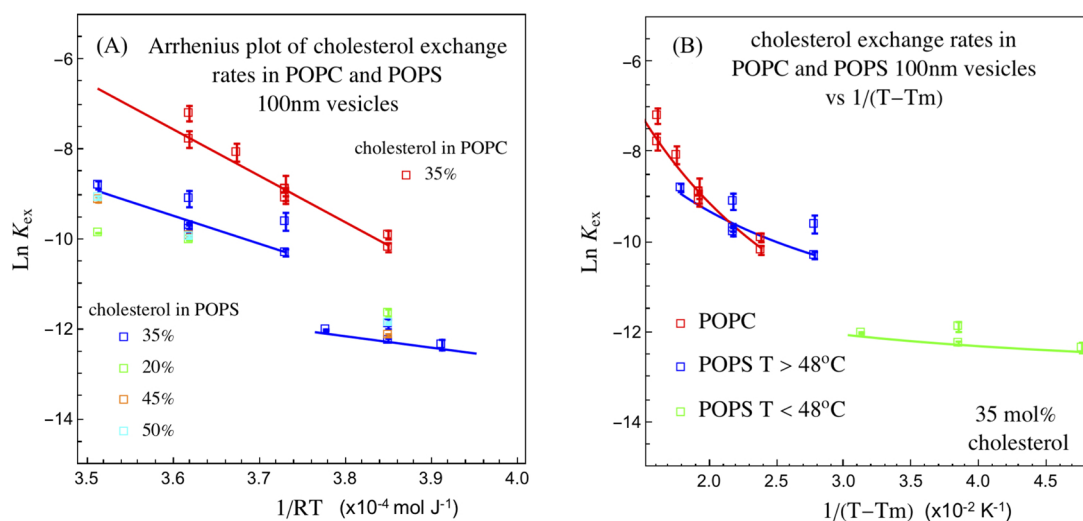 (A) Arrhenius plot of cholesterol exchange
rates in POPC and POPS
100nm vesicles
cholesterol in POPC
35%
cholesterol in POPS
35%
20%
45%
50%
Ln Kex
−6
−8
−10
−12
−14
3.5 3.6 3.7 3.8 3.9 4.0
1/RT (x10-4 mol J-1)
(B) cholesterol exchange rates in
POPC and POPS 100nm vesicles
vs 1/(T−Tm)
POPC
POPS T > 48oC
POPS T < 48oC
35 mol%
cholesterol
Ln Kex
−6
−8
−10
−12
−14
2.0 2.5 3.0 3.5 4.0 4.5
1/(T−Tm) (x10-2 K-1)